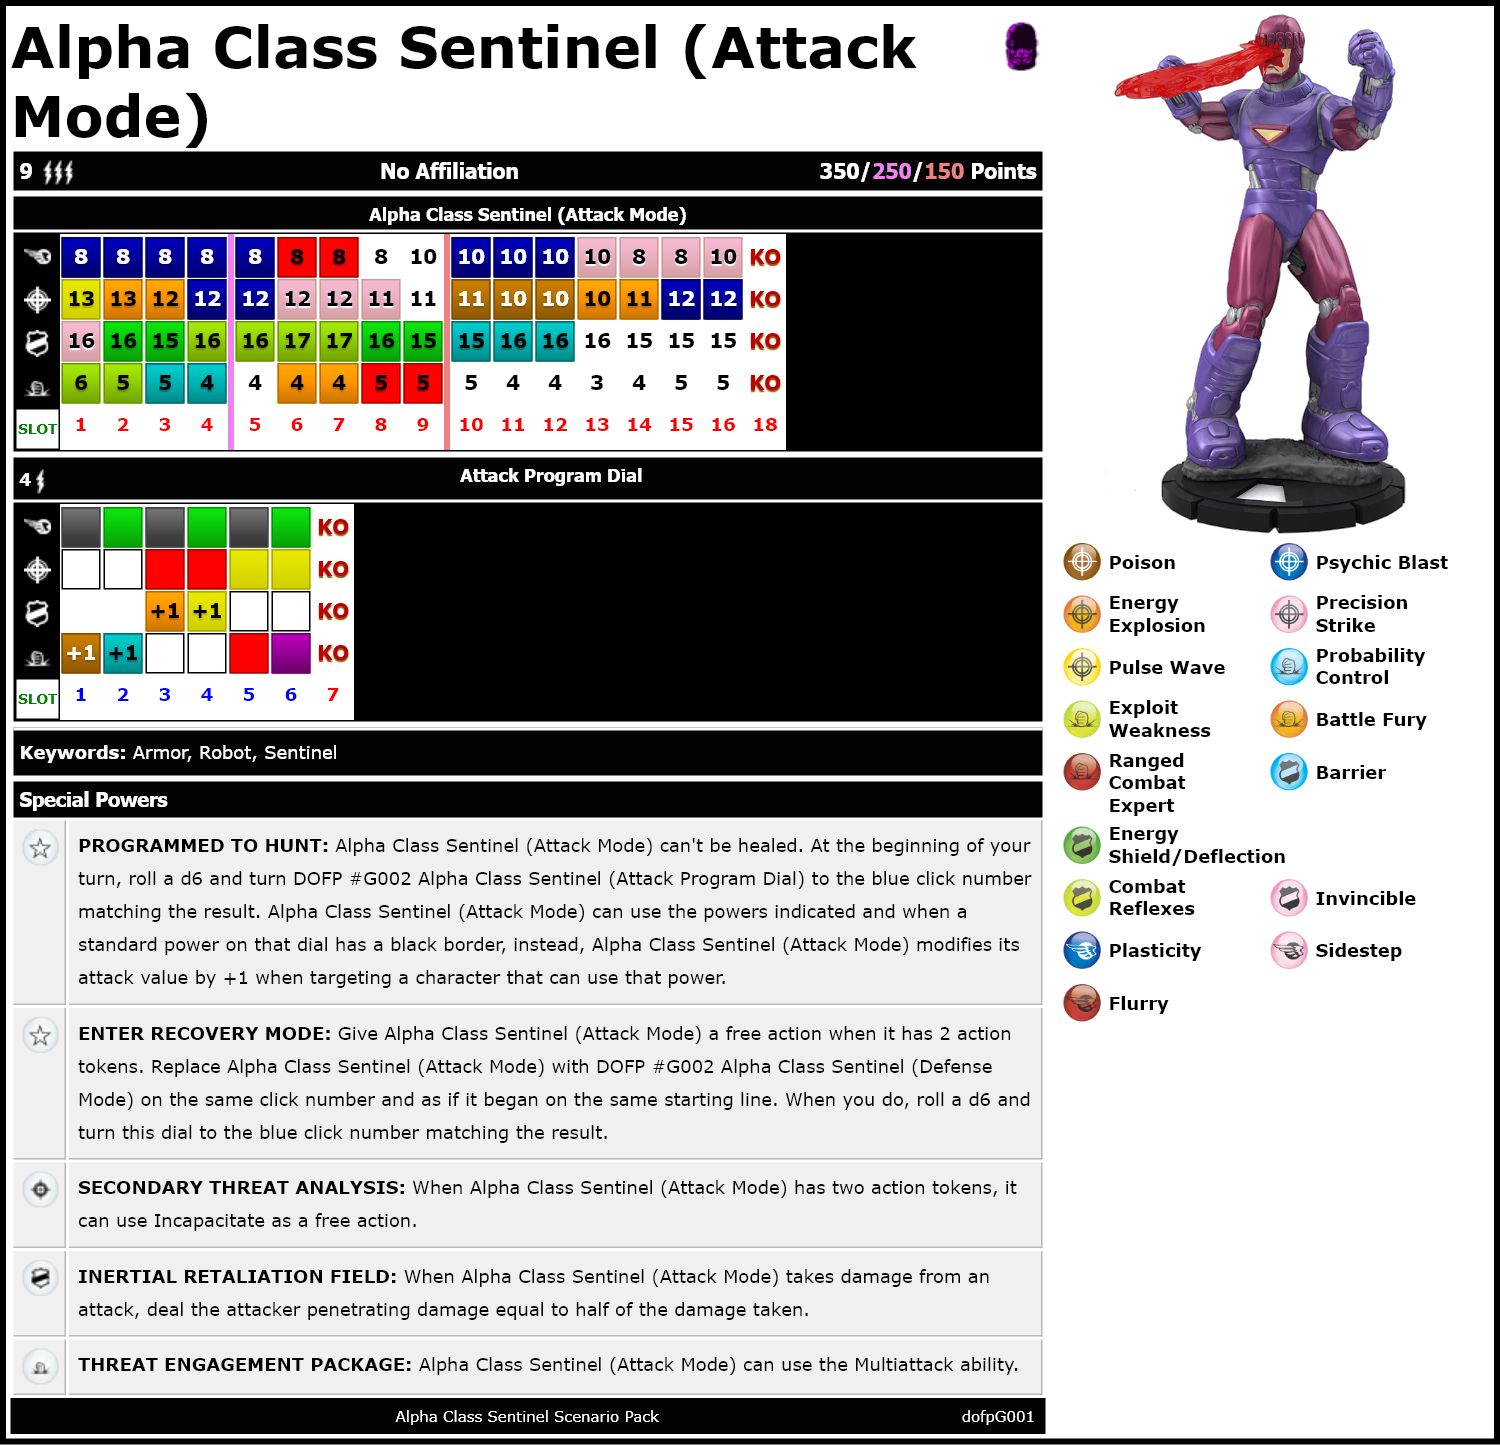 Alpha Class Sentinel (Attack
Mode)
9 No Affiliation 350/250/150 Points
Alpha Class Sentinel (Attack Mode)
8 8 8 8 8 8 8 8 10 10 10 10 10 8 8 10 KO
13 13 12 12 12 12 12 11 11 11 10 10 10 11 12 12 KO
16 16 15 16 16 17 17 16 15 15 16 16 16 15 15 15 KO
6 5 5 4 4 4 4 5 5 5 4 4 3 4 5 5 KO
SLOT 1 2 3 4 5 6 7 8 9 10 11 12 13 14 15 16 18
4 Attack Program Dial
KO
KO
+1 +1 KO
+1 +1 KO
SLOT 1 2 3 4 5 6 7
Keywords: Armor, Robot, Sentinel
Special Powers
PROGRAMMED TO HUNT: Alpha Class Sentinel (Attack Mode) can't be healed. At the beginning of your
turn, roll a d6 and turn DOFP #G002 Alpha Class Sentinel (Attack Program Dial) to the blue click number
matching the result. Alpha Class Sentinel (Attack Mode) can use the powers indicated and when a
standard power on that dial has a black border, instead, Alpha Class Sentinel (Attack Mode) modifies its
attack value by +1 when targeting a character that can use that power.
ENTER RECOVERY MODE: Give Alpha Class Sentinel (Attack Mode) a free action when it has 2 action
tokens. Replace Alpha Class Sentinel (Attack Mode) with DOFP #G002 Alpha Class Sentinel (Defense
Mode) on the same click number and as if it began on the same starting line. When you do, roll a d6 and
turn this dial to the blue click number matching the result.
SECONDARY THREAT ANALYSIS: When Alpha Class Sentinel (Attack Mode) has two action tokens, it
can use Incapacitate as a free action.
INERTIAL RETALIATION FIELD: When Alpha Class Sentinel (Attack Mode) takes damage from an
attack, deal the attacker penetrating damage equal to half of the damage taken.
THREAT ENGAGEMENT PACKAGE: Alpha Class Sentinel (Attack Mode) can use the Multiattack ability.
Alpha Class Sentinel Scenario Pack dofpG001
Poison Psychic Blast
Energy
Explosion
Precision
Strike
Pulse Wave
Probability
Control
Exploit
Weakness
Battle Fury
Ranged
Combat
Expert
Barrier
Energy
Shield/Deflection
Combat
Reflexes
Invincible
Plasticity Sidestep
Flurry